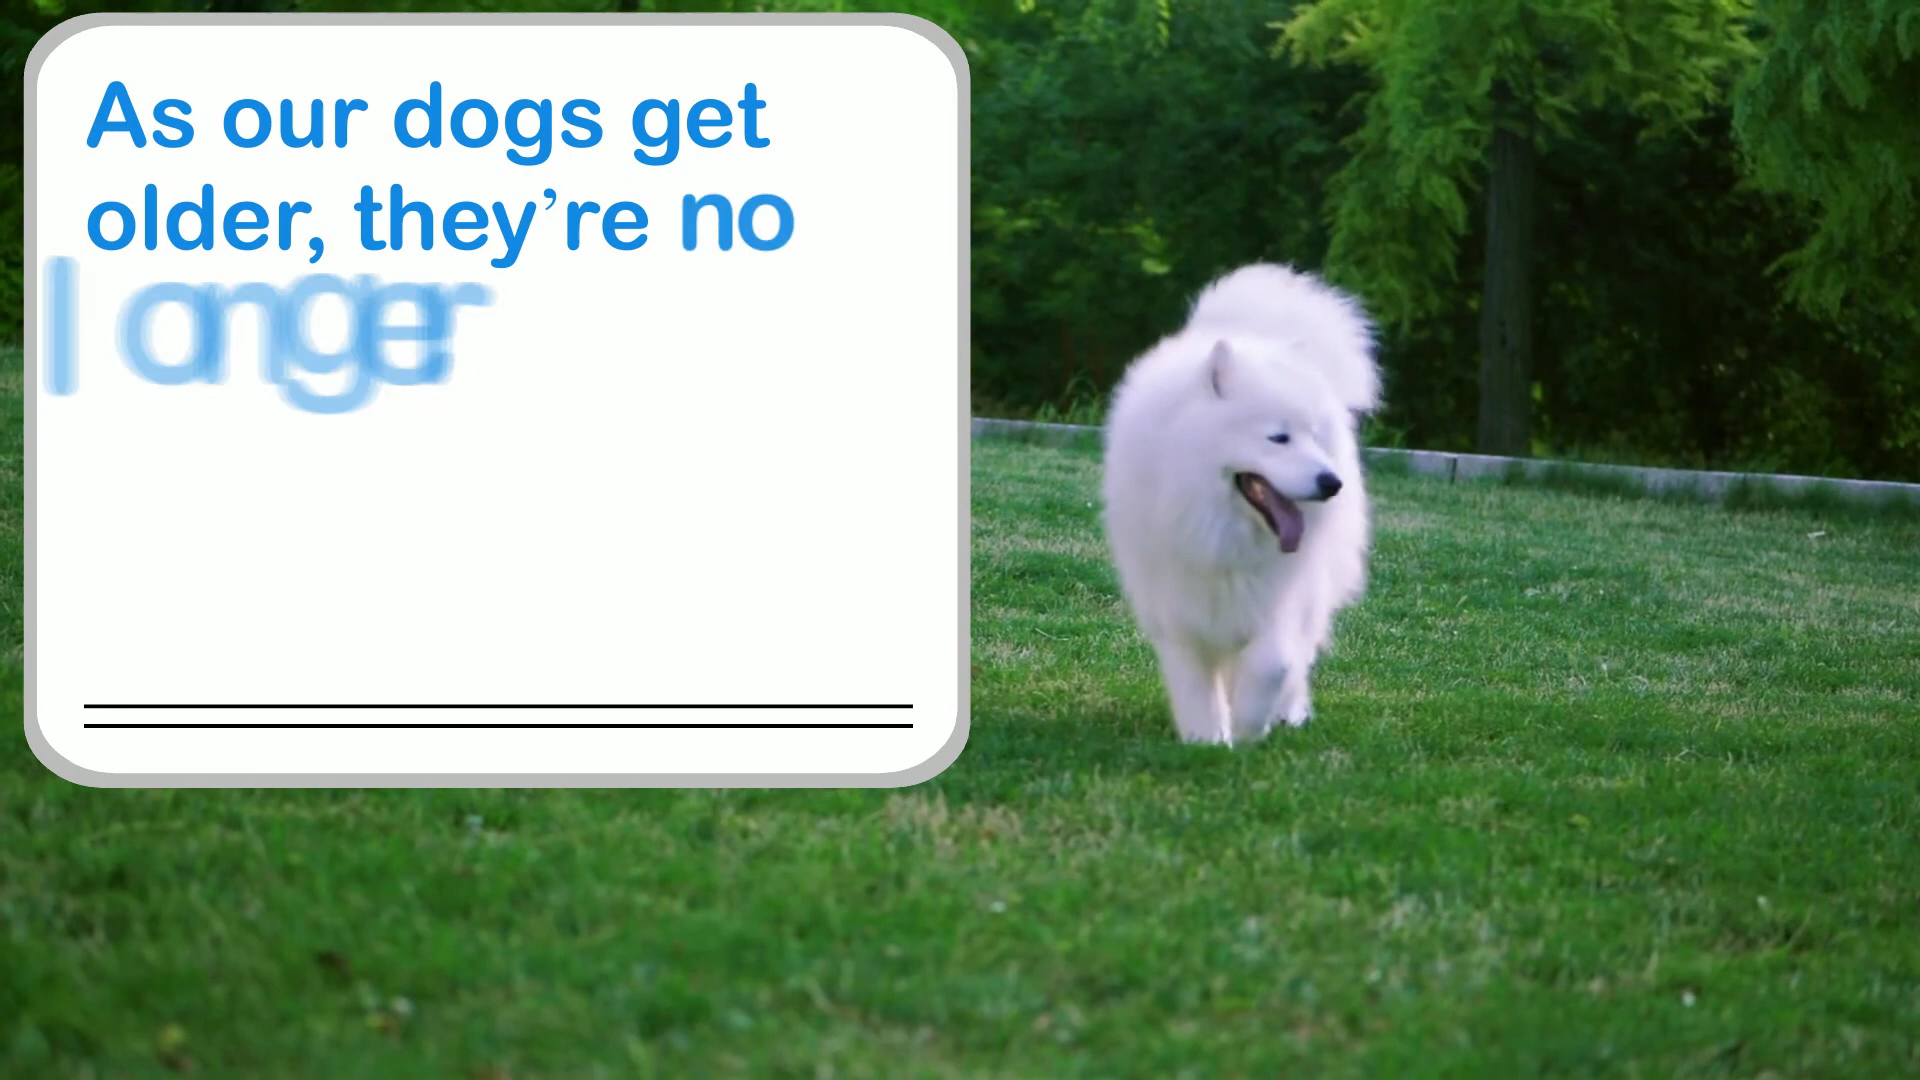 As our dogs get
older, they’re no
longer